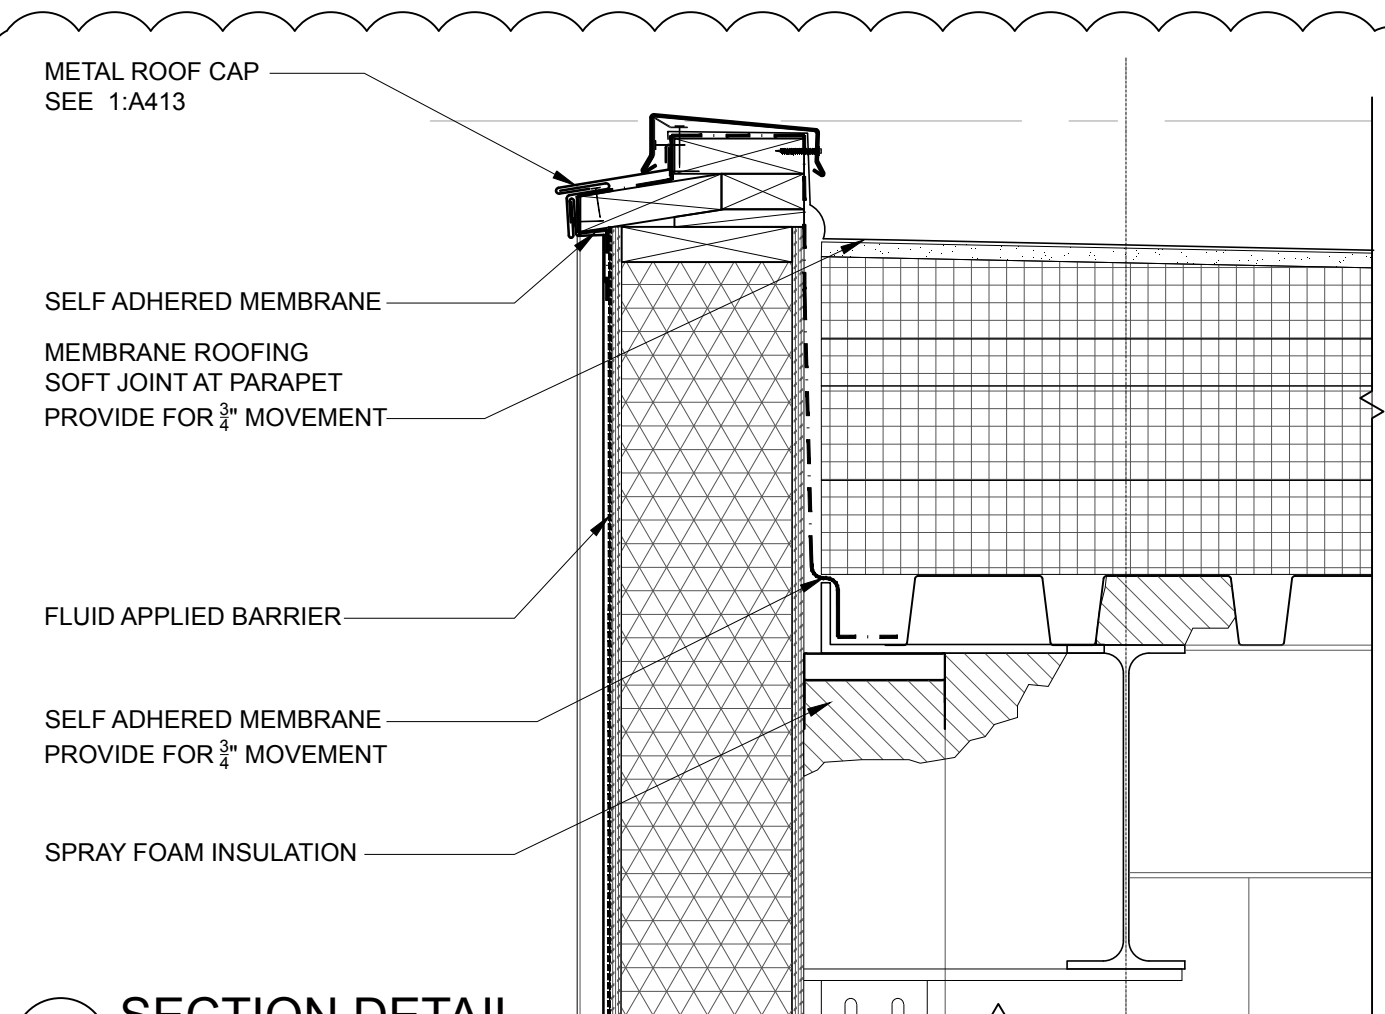 METAL ROOF CAP
SEE 1:A413
SELF ADHERED MEMBRANE
MEMBRANE ROOFING
SOFT JOINT AT PARAPET
PROVIDE FOR 3/4" MOVEMENT
FLUID APPLIED BARRIER
SELF ADHERED MEMBRANE
PROVIDE FOR 3/4" MOVEMENT
SPRAY FOAM INSULATION
SECTION DETAIL